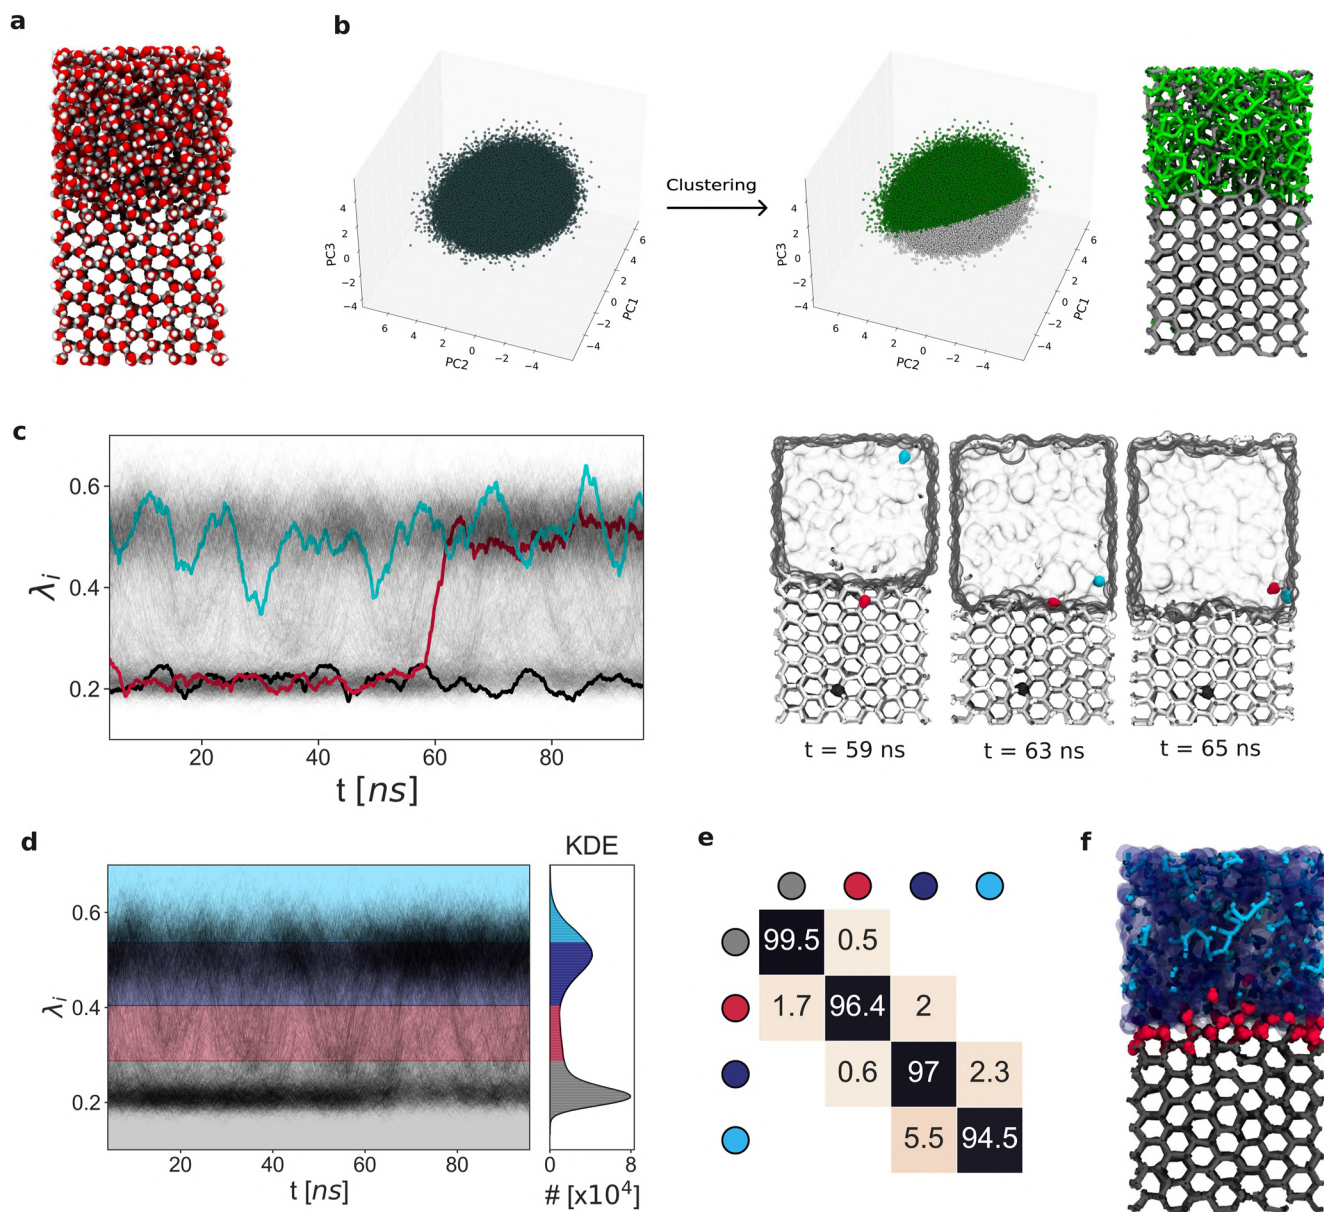 a
b
4
2
0
−2
−4
PC3
6
4
2
0
−2
−4
PC2
6
4
2
0
−2
−4
PC1
Clustering
4
2
0
−2
−4
PC3
6
4
2
0
−2
−4
PC2
6
4
2
0
−2
−4
PC1
c
0.6
0.4
0.2
λi
20 40 60 80
t [ns]
t = 59 ns
t = 63 ns
t = 65 ns
d
KDE
0.6
0.4
0.2
λi
20 40 60 80
t [ns]
0 8
# [x10⁴]
e
99.5 0.5
1.7 96.4 2
0.6 97 2.3
5.5 94.5
f